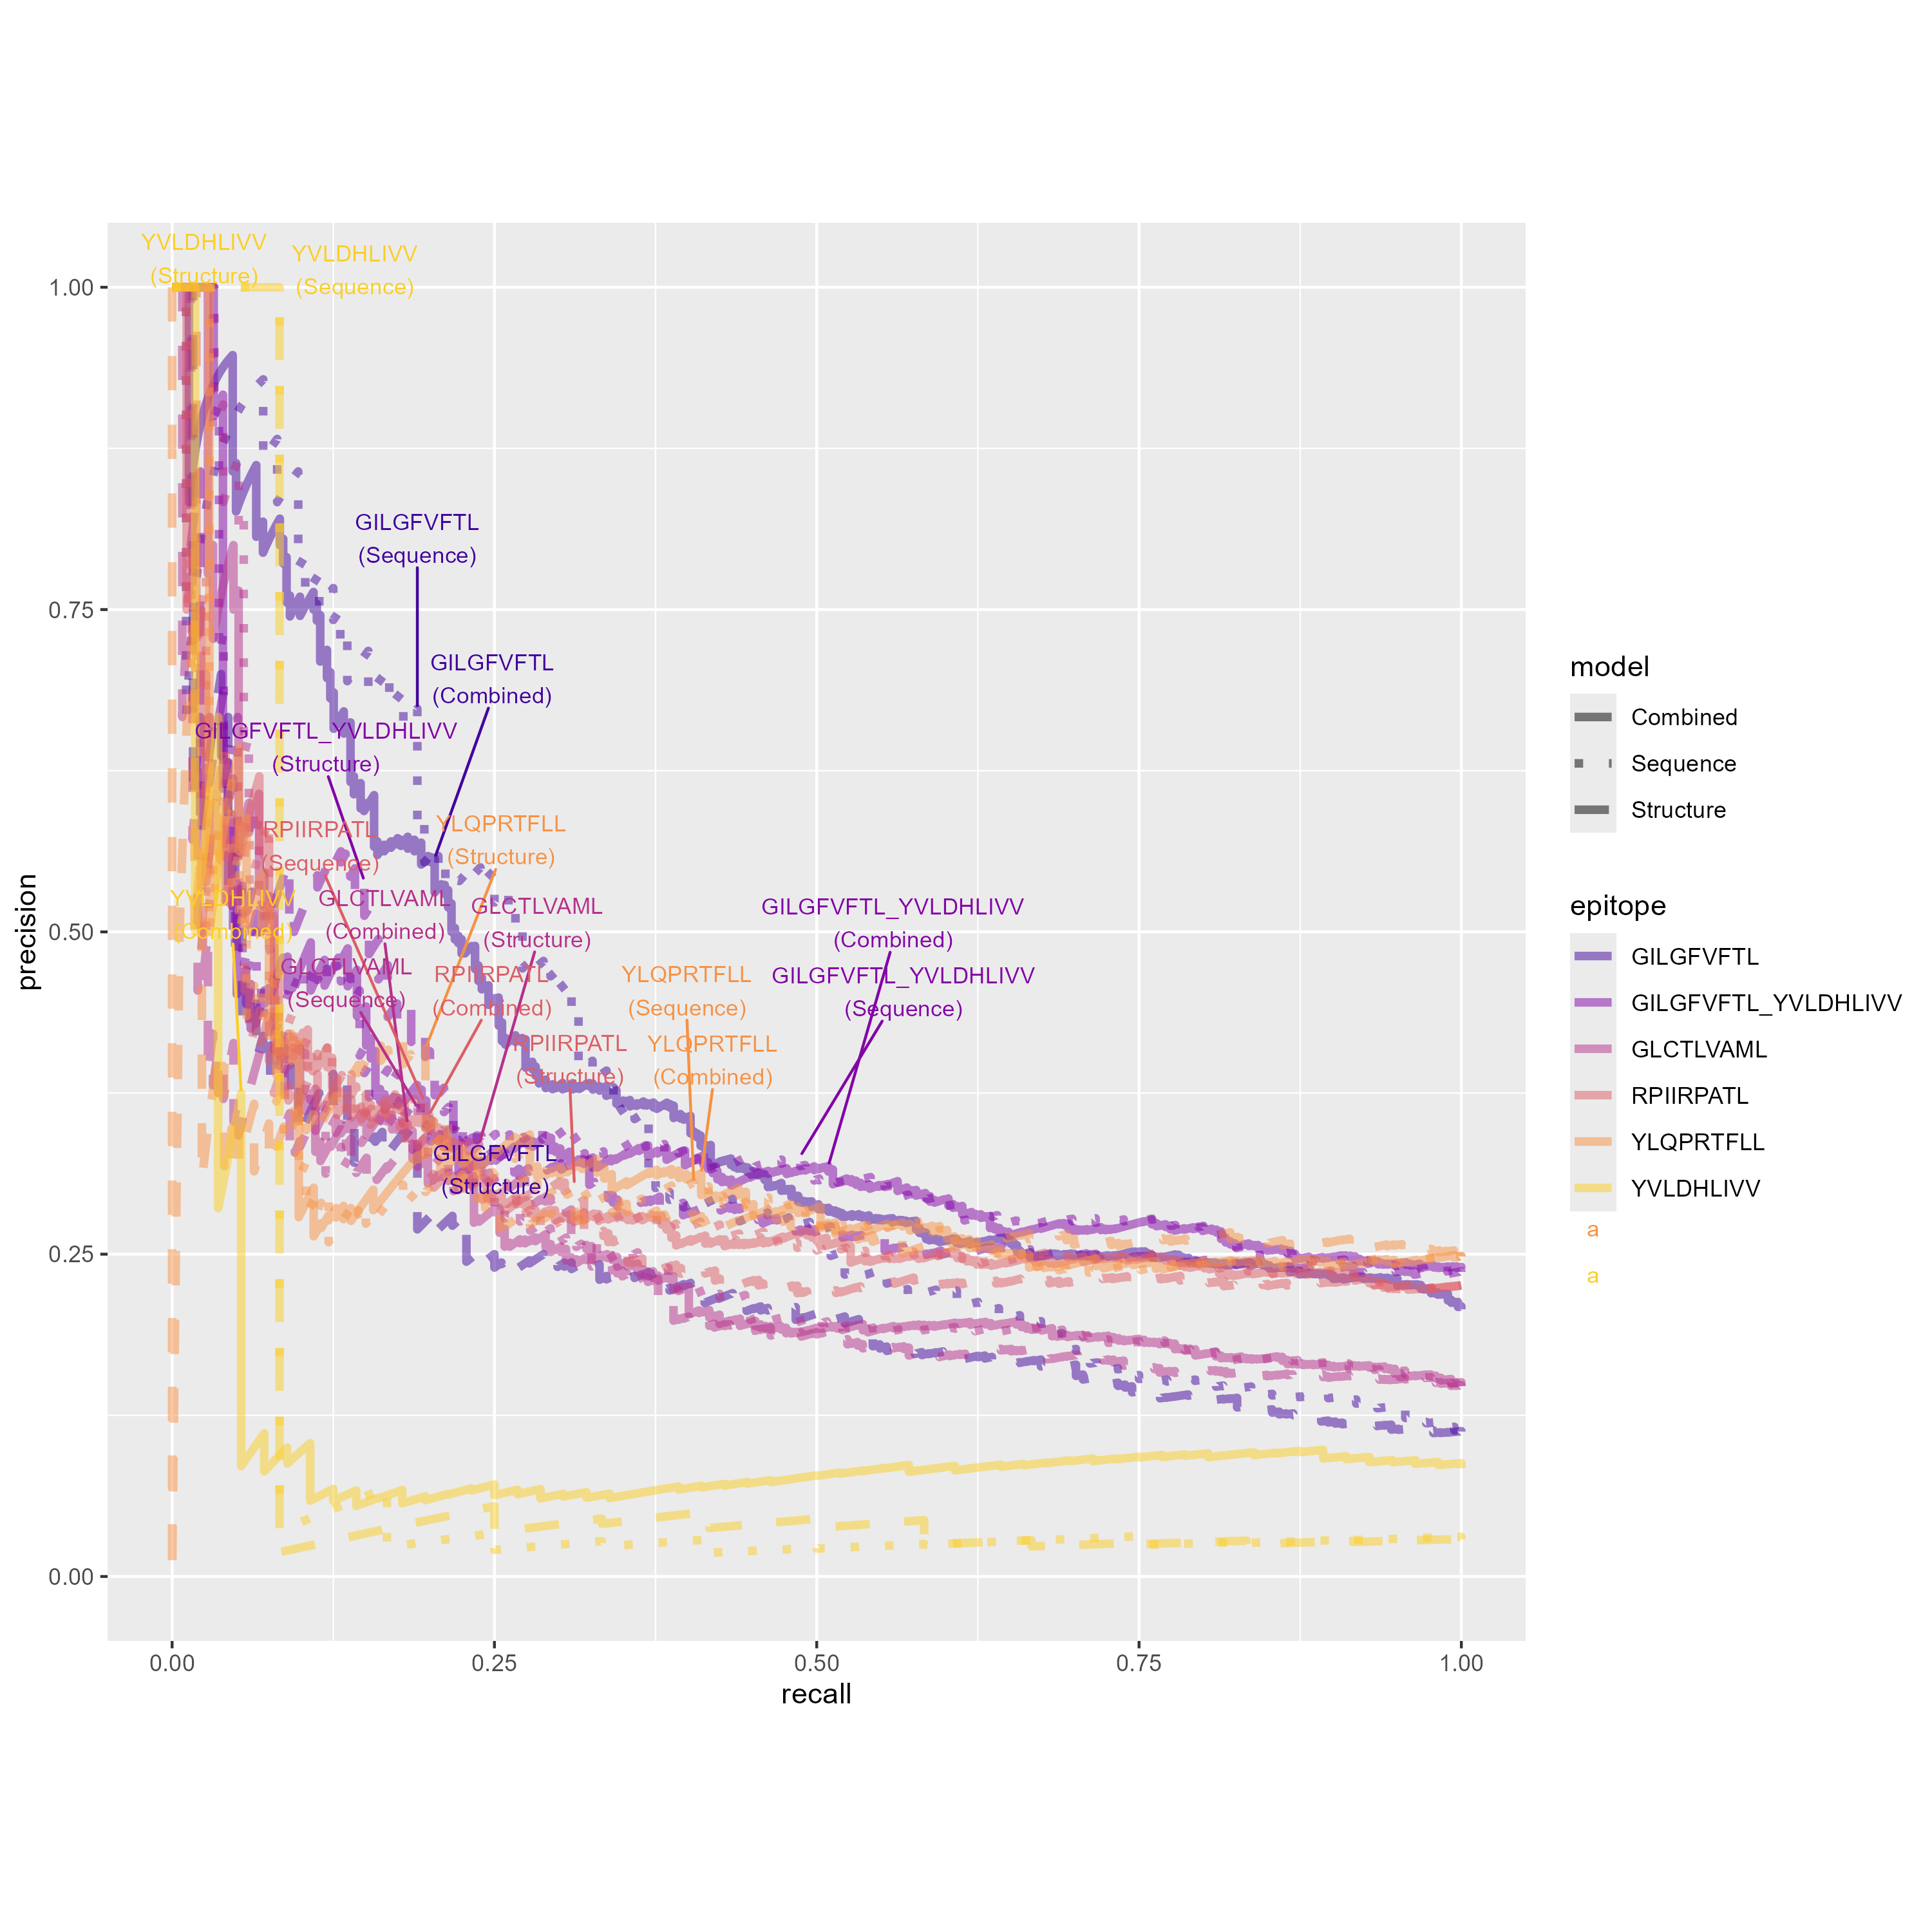 YVLDHLIVV
(Structure)
YVLDHLIVV
(Sequence)
GILGFVFTL
(Sequence)
GILGFVFTL
(Combined)
GILGFVFTL_YVLDHLIVV
(Structure)
RPIIRPATL
(Sequence)
YLQPRTFLL
(Structure)
YVLDHLIVV
(Combined)
GLCTLVAML
(Combined)
GLCTLVAML
(Structure)
GILGFVFTL_YVLDHLIVV
(Combined)
GLCTLVAML
(Sequence)
RPIIRPATL
(Combined)
YLQPRTFLL
(Sequence)
GILGFVFTL_YVLDHLIVV
(Sequence)
RPIIRPATL
(Structure)
YLQPRTFLL
(Combined)
GILGFVFTL
(Structure)
1.00
0.75
0.50
0.25
0.00
precision
0.00 0.25 0.50 0.75 1.00
recall
model
Combined
Sequence
Structure
epitope
GILGFVFTL
GILGFVFTL_YVLDHLIVV
GLCTLVAML
RPIIRPATL
YLQPRTFLL
YVLDHLIVV
a
a